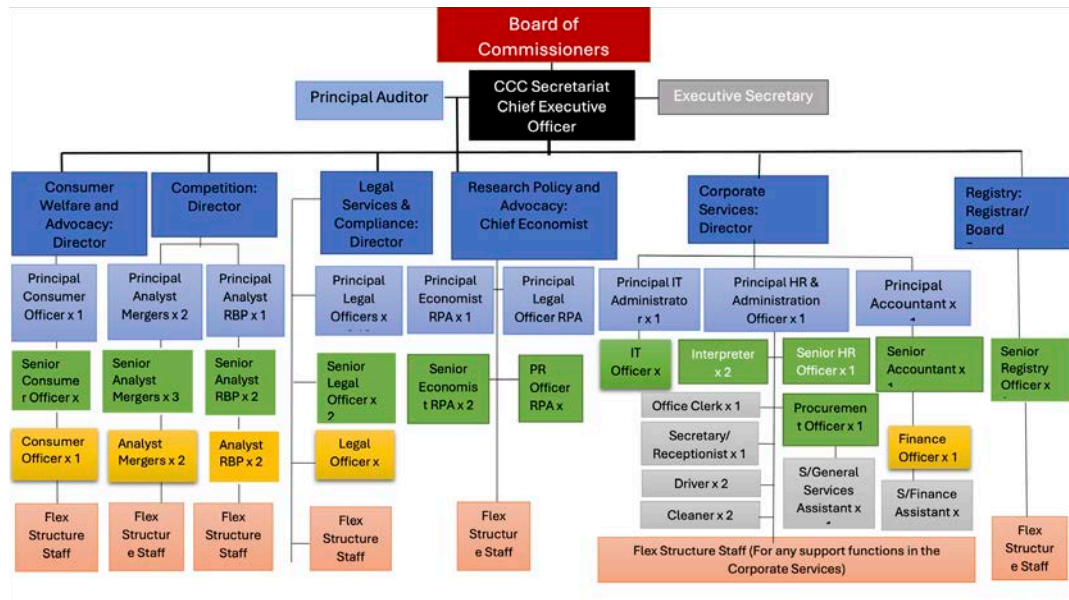 Board of
Commissioners
Principal Auditor
CCC Secretariat
Chief Executive
Officer
Executive Secretary
Consumer
Welfare and
Advocacy:
Director
Competition:
Director
Legal
Services &
Compliance:
Director
Research Policy and
Advocacy:
Chief Economist
Corporate
Services:
Director
Registry:
Registrar/
Board
Principal
Consumer
Officer x 1
Principal
Analyst
Mergers x 2
Principal
Analyst
RBP x 1
Principal
Legal
Officers x
Principal
Economist
RPA x 1
Principal
Legal
Officer RPA
Principal IT
Administrato
r x 1
Principal HR &
Administration
Officer x 1
Principal
Accountant x
Senior
Consume
r Officer x
Senior
Analyst
Mergers x 3
Senior
Analyst
RBP x 2
Senior
Legal
Officer x
2
Senior
Economis
t RPA x 2
PR
Officer
RPA x
IT
Officer x
Interpreter
x 2
Senior HR
Officer x 1
Senior
Accountant x
Senior
Registry
Officer x
Consumer
Officer x 1
Analyst
Mergers x 2
Analyst
RBP x 2
Legal
Officer x
Office Clerk x 1
Secretary/
Receptionist x 1
Driver x 2
Cleaner x 2
Procuremen
t Officer x 1
S/General
Services
Assistant x
Finance
Officer x 1
S/Finance
Assistant x
Flex
Structure
Staff
Flex
Structur
e Staff
Flex
Structure
Staff
Flex
Structure
Staff
Flex
Structure
Staff
Flex Structure Staff (For any support functions in the
Corporate Services)
Flex
Structur
e Staff